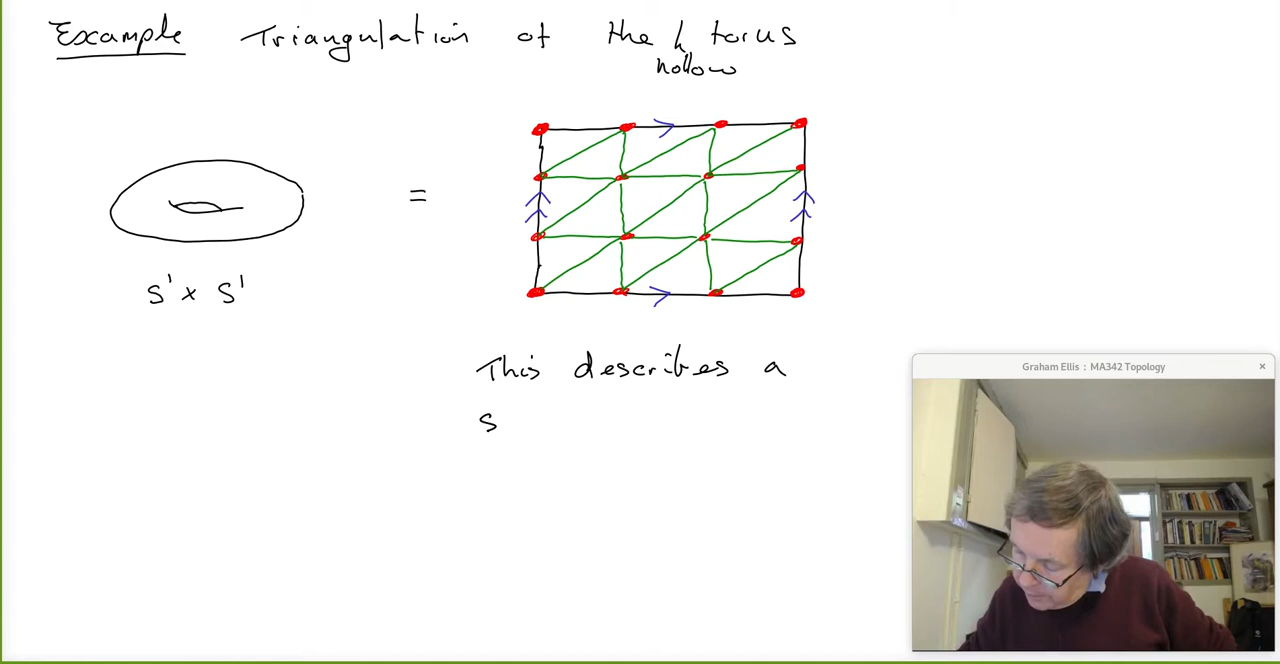 Example Triangulation of the torus
hollow
=
S¹ × S¹
This describes a
s
Graham Ellis : MA342 Topology